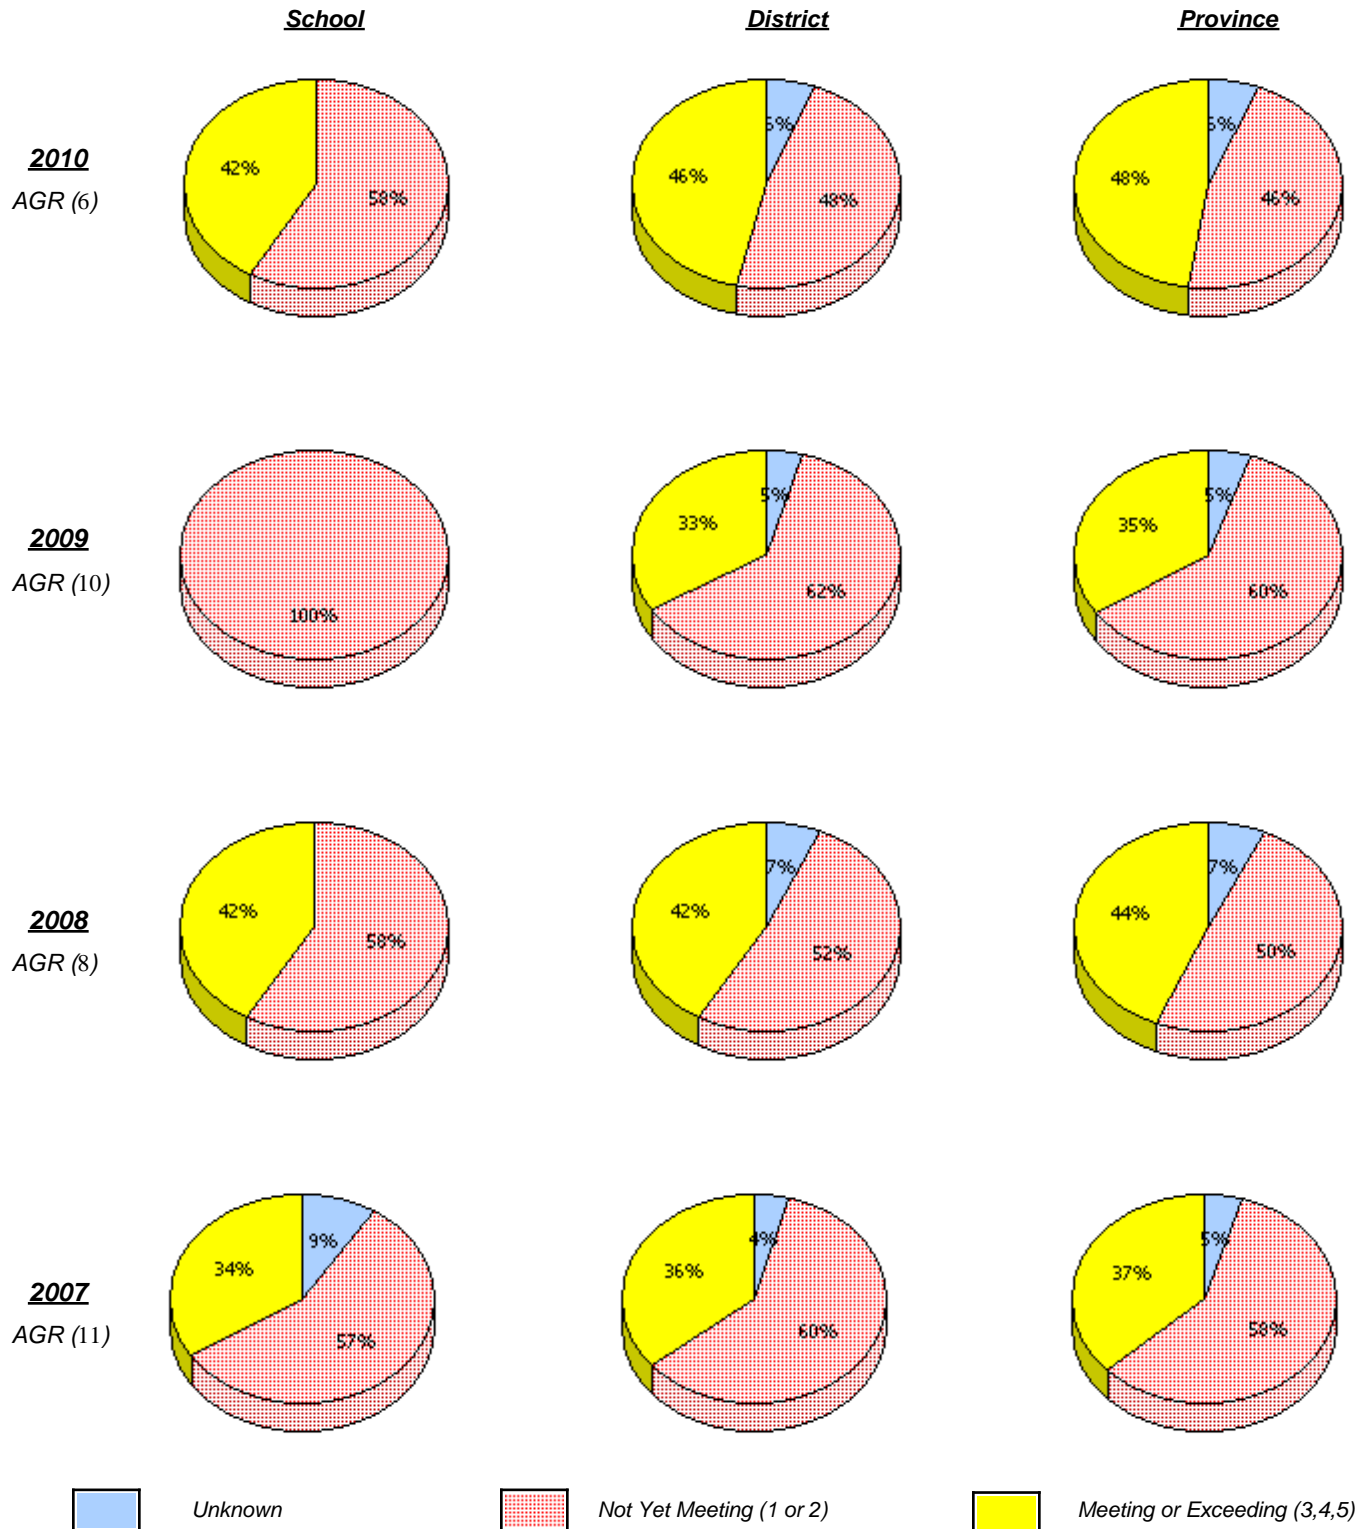 School District Province
2010
AGR (6)
42% 58%
46% 48%
48% 46%
2009
AGR (10)
100%
33% 5% 62%
35% 5% 60%
2008
AGR (8)
42% 58%
42% 7% 52%
44% 7% 50%
2007
AGR (11)
34% 9% 57%
36% 4% 60%
37% 5% 58%
Unknown Not Yet Meeting (1 or 2) Meeting or Exceeding (3,4,5)